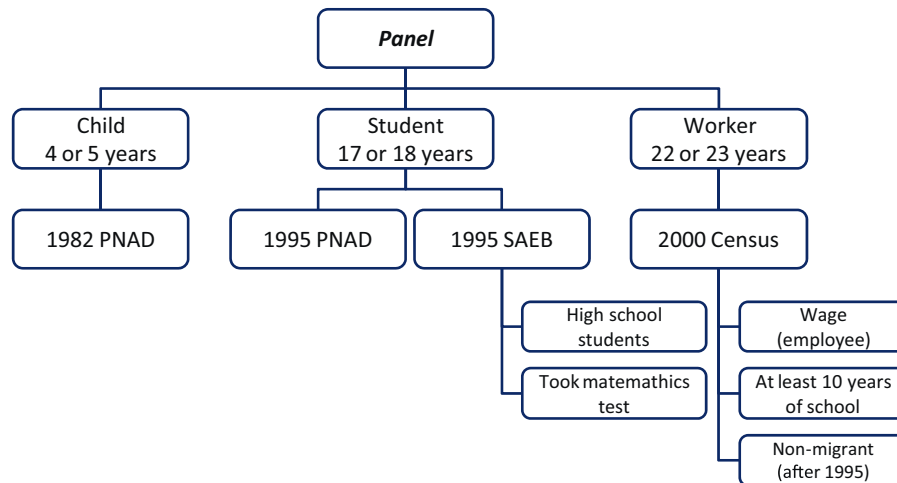 Panel
Child
4 or 5 years
Student
17 or 18 years
Worker
22 or 23 years
1982 PNAD
1995 PNAD
1995 SAEB
2000 Census
High school
students
Wage
(employee)
Took matemathics
test
At least 10 years
of school
Non-migrant
(after 1995)